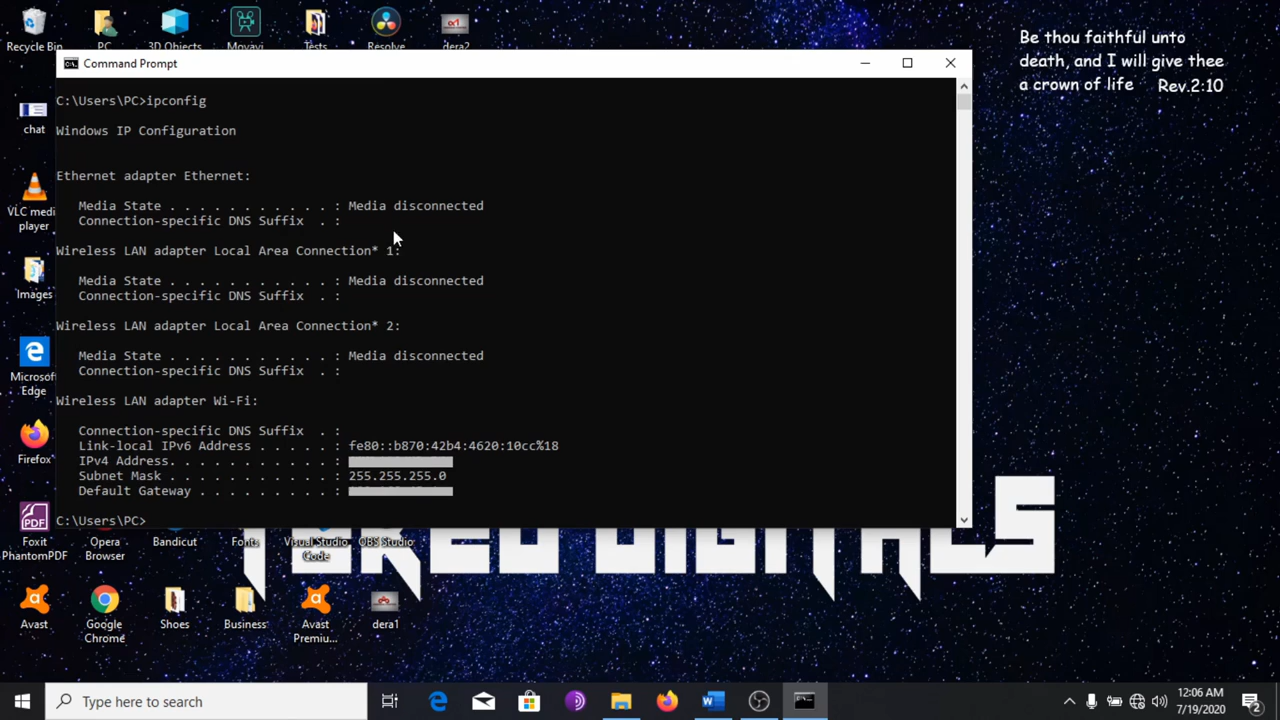 Recycle Bin
PC
3D Objects
Movavi
Tests
Resolve
dera2
Be thou faithful unto
death, and I will give thee
a crown of life Rev.2:10
Command Prompt
C:\Users\PC>ipconfig
Windows IP Configuration
Ethernet adapter Ethernet:
Media State . . . . . . . . . . . : Media disconnected
Connection-specific DNS Suffix . :
Wireless LAN adapter Local Area Connection* 1:
Media State . . . . . . . . . . . : Media disconnected
Connection-specific DNS Suffix . :
Wireless LAN adapter Local Area Connection* 2:
Media State . . . . . . . . . . . : Media disconnected
Connection-specific DNS Suffix . :
Wireless LAN adapter Wi-Fi:
Connection-specific DNS Suffix . :
Link-local IPv6 Address . . . . . : fe80::b870:42b4:4620:10cc%18
IPv4 Address. . . . . . . . . . . :
Subnet Mask . . . . . . . . . . . : 255.255.255.0
Default Gateway . . . . . . . . . :
C:\Users\PC>
chat
VLC media
player
Images
Microsoft
Edge
Firefox
PDF
Foxit
PhantomPDF
Opera
Browser
Bandicut
Fonts
Visual Studio
Code
OBS Studio
DIGITALS
Avast
Google
Chrome
Shoes
Business
Avast
Premiu...
dera1
Type here to search
12:06 AM
7/19/2020
2